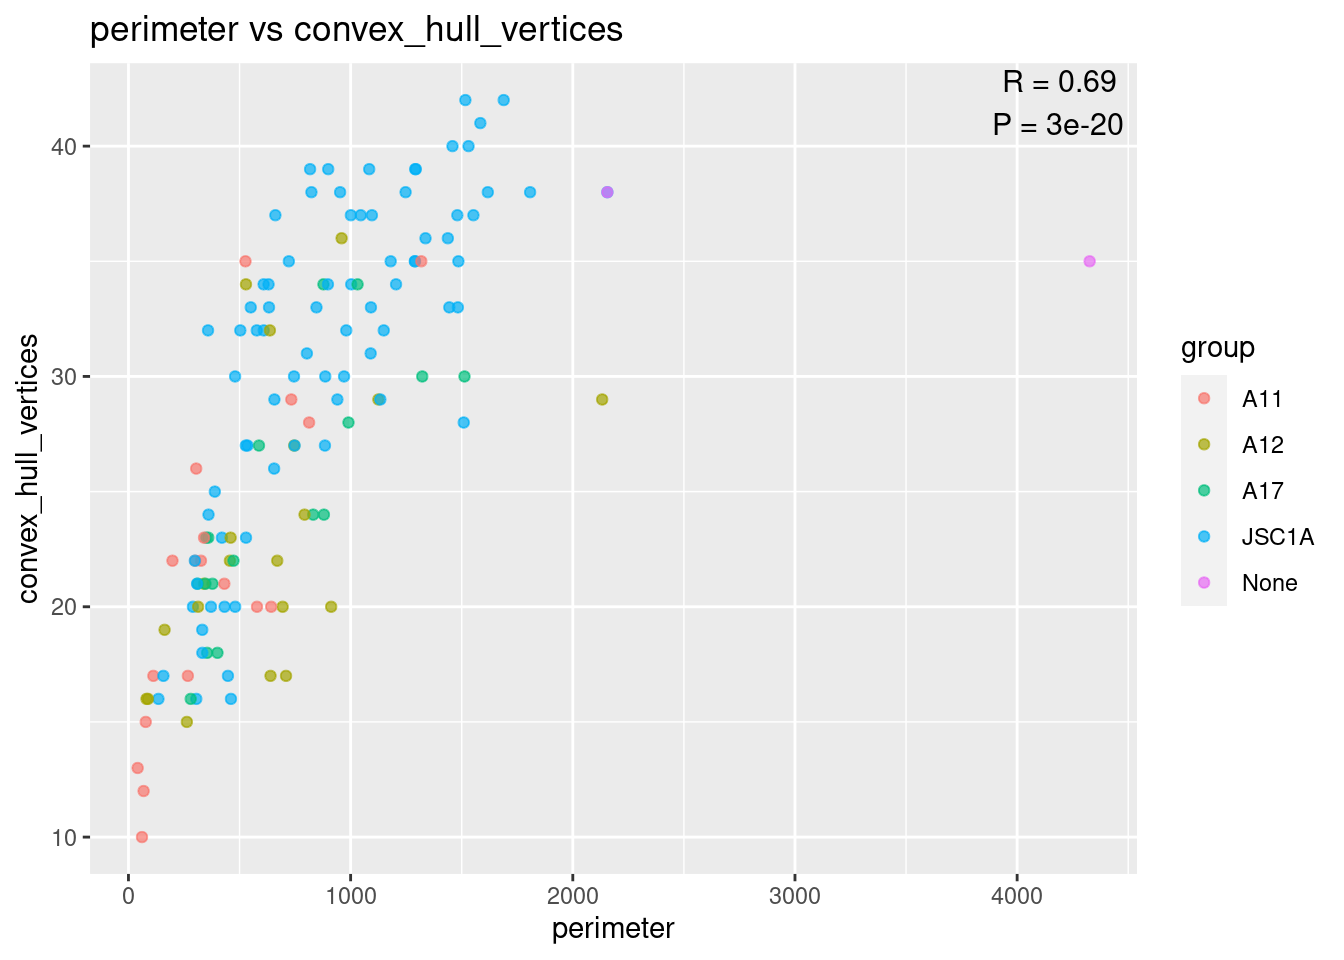 perimeter vs convex_hull_vertices
R = 0.69
P = 3e-20
convex_hull_vertices
40
30
20
10
0
1000
2000
3000
4000
perimeter
group
A11
A12
A17
JSC1A
None